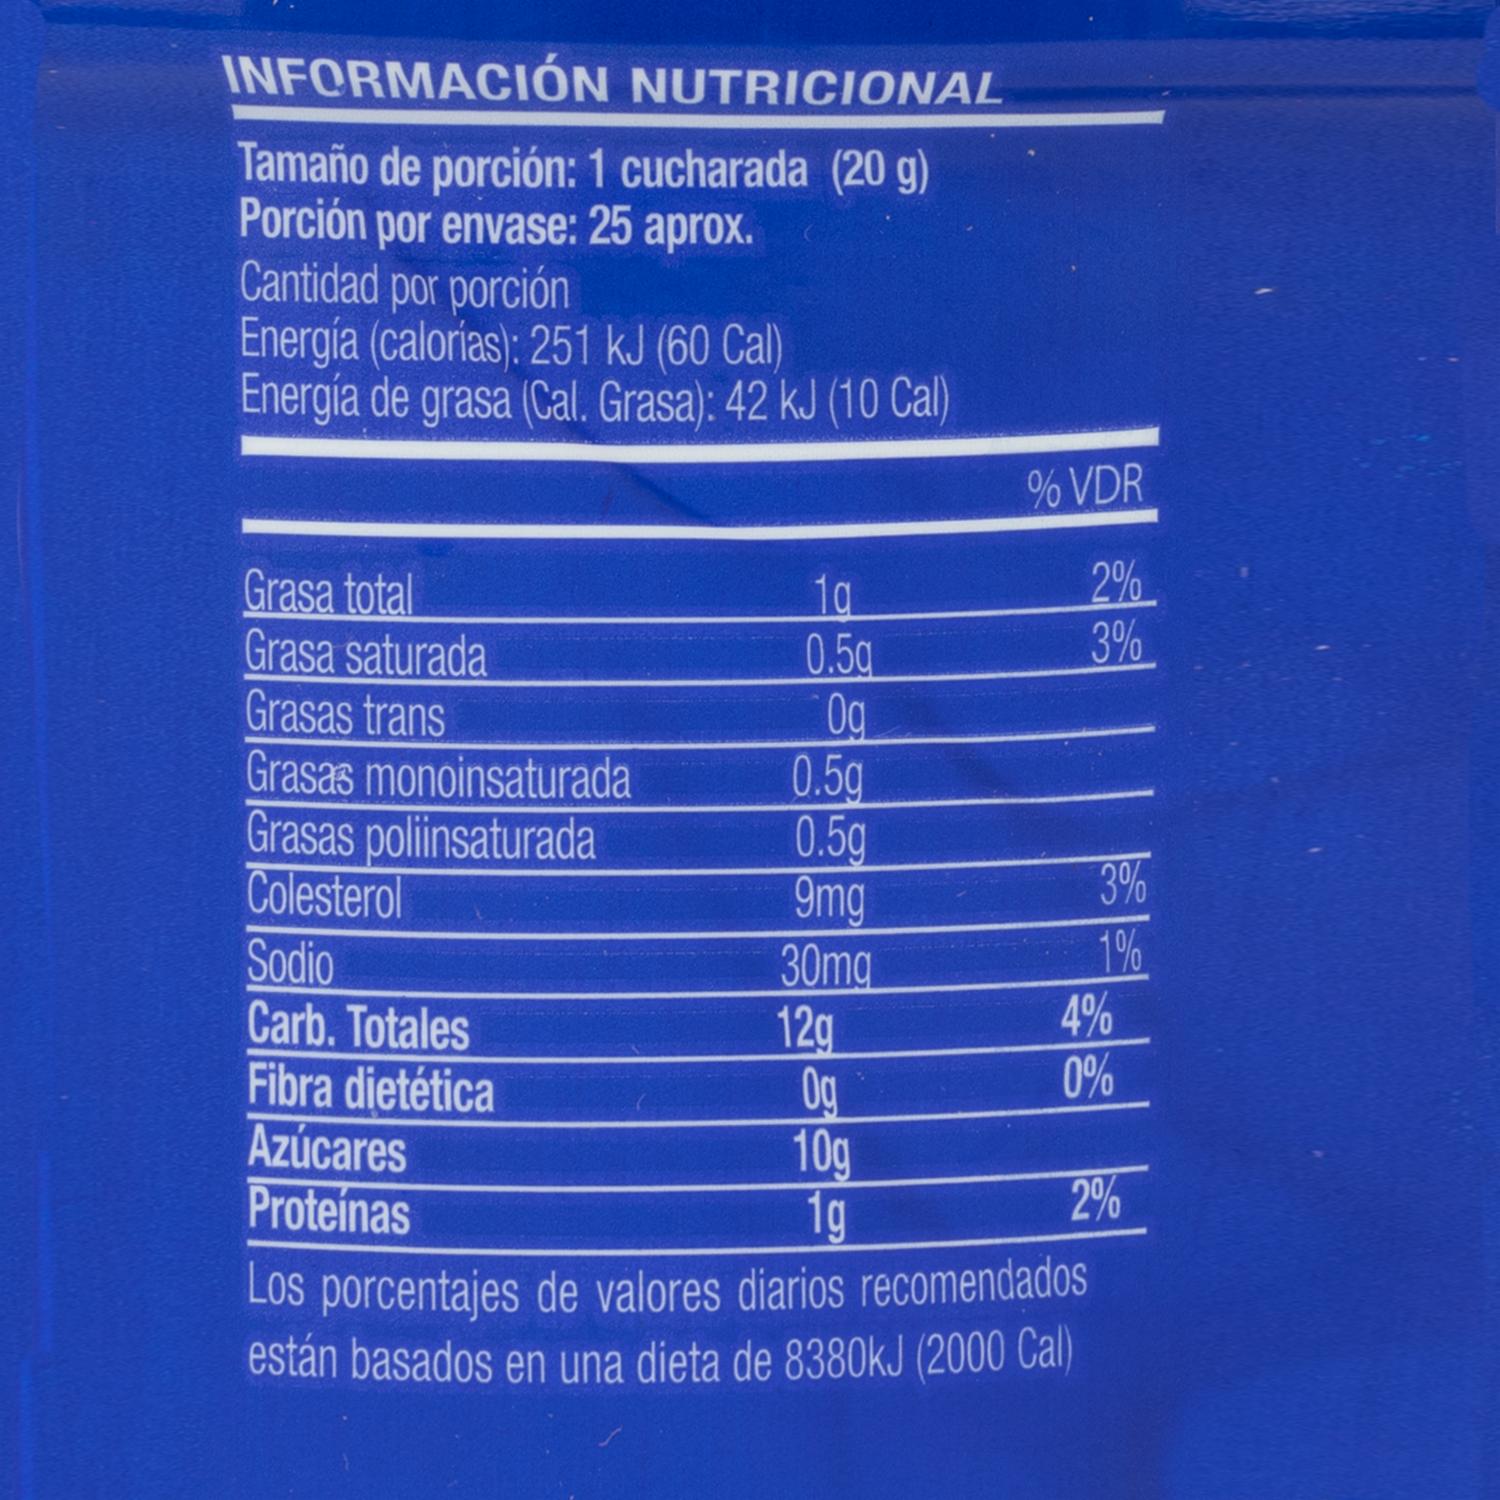 INFORMACIÓN NUTRICIONAL
Tamaño de porción: 1 cucharada (20 g)
Porción por envase: 25 aprox.
Cantidad por porción
Energía (calorías): 251 kJ (60 Cal)
Energía de grasa (Cal. Grasa): 42 kJ (10 Cal)
% VDR
Grasa total 1g 2%
Grasa saturada 0.5g 3%
Grasas trans 0g
Grasas monoinsaturada 0.5g
Grasas poliinsaturada 0.5g
Colesterol 9mg 3%
Sodio 30mg 1%
Carb. Totales 12g 4%
Fibra dietética 0g 0%
Azúcares 10g
Proteínas 1g 2%
Los porcentajes de valores diarios recomendados
están basados en una dieta de 8380kJ (2000 Cal)